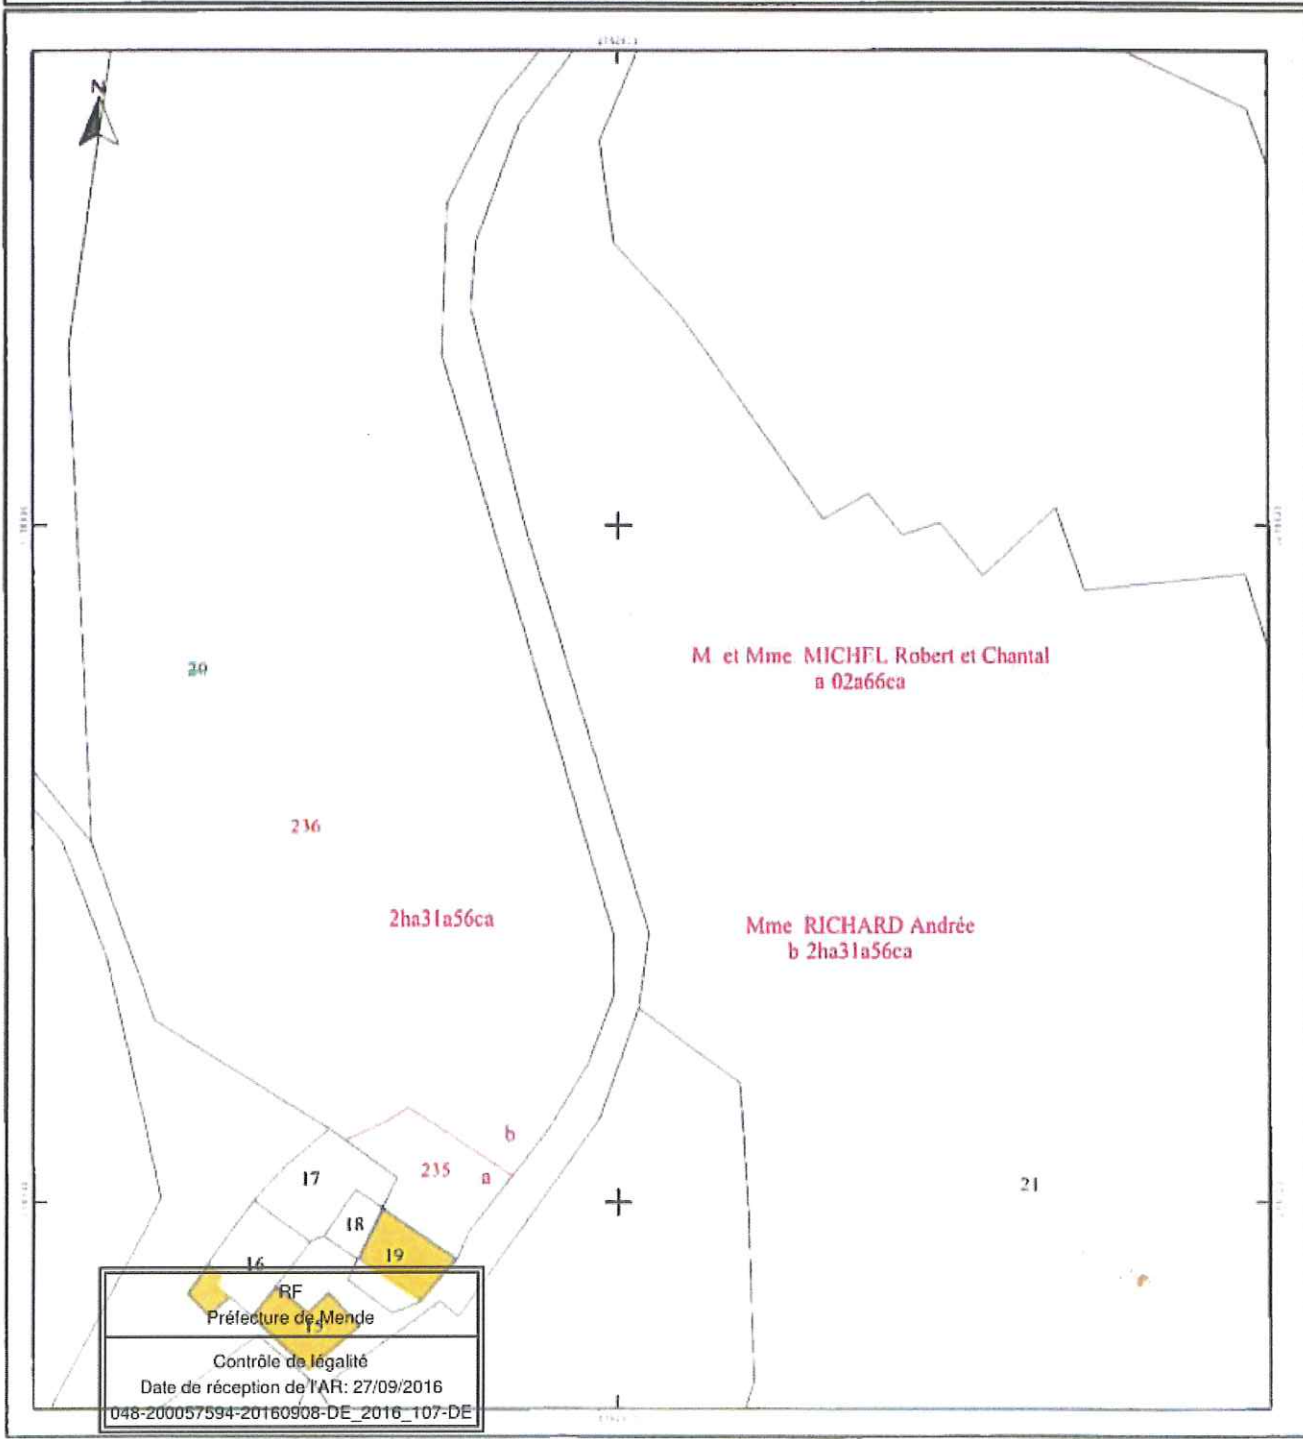 N
20
M et Mme MICHEL Robert et Chantal
a 02a66ca
236
2ha31a56ca
Mme RICHARD Andrée
b 2ha31a56ca
b
235
a
17
21
18
19
16
15
RF
Préfecture de Mende
Contrôle de légalité
Date de réception de l'AR: 27/09/2016
048-200057594-20160908-DE_2016_107-DE